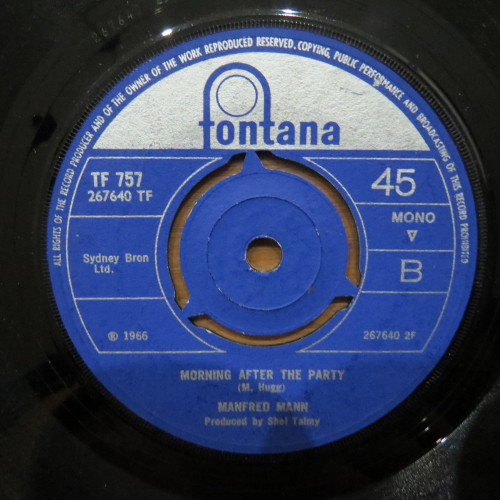 ALL RIGHTS OF THE RECORD PRODUCER AND OF THE OWNER OF THE WORK REPRODUCED RESERVED. COPYING, PUBLIC PERFORMANCE AND BROADCASTING OF THIS RECORD PROHIBITED
fontana
TF 757
267640 TF
45
MONO
B
Sydney Bron
Ltd.
℗ 1966
267640 2F
MORNING AFTER THE PARTY
(M. Hugg)
MANFRED MANN
Produced by Shel Talmy